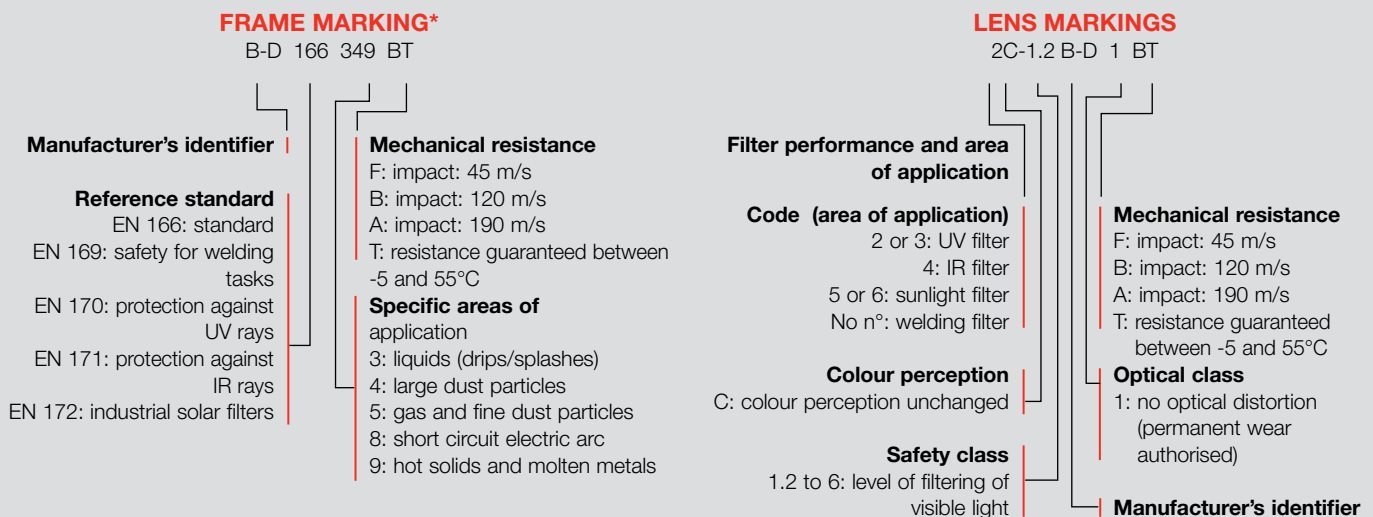 FRAME MARKING*
B-D 166 349 BT
Manufacturer's identifier
Reference standard
EN 166: standard
EN 169: safety for welding
tasks
EN 170: protection against
UV rays
EN 171: protection against
IR rays
EN 172: industrial solar filters
Mechanical resistance
F: impact: 45 m/s
B: impact: 120 m/s
A: impact: 190 m/s
T: resistance guaranteed between
-5 and 55°C
Specific areas of
application
3: liquids (drips/splashes)
4: large dust particles
5: gas and fine dust particles
8: short circuit electric arc
9: hot solids and molten metals
LENS MARKINGS
2C-1.2 B-D 1 BT
Filter performance and area
of application
Code (area of application)
2 or 3: UV filter
4: IR filter
5 or 6: sunlight filter
No n°: welding filter
Colour perception
C: colour perception unchanged
Safety class
1.2 to 6: level of filtering of
visible light
Mechanical resistance
F: impact: 45 m/s
B: impact: 120 m/s
A: impact: 190 m/s
T: resistance guaranteed
between -5 and 55°C
Optical class
1: no optical distortion
(permanent wear
authorised)
Manufacturer's identifier